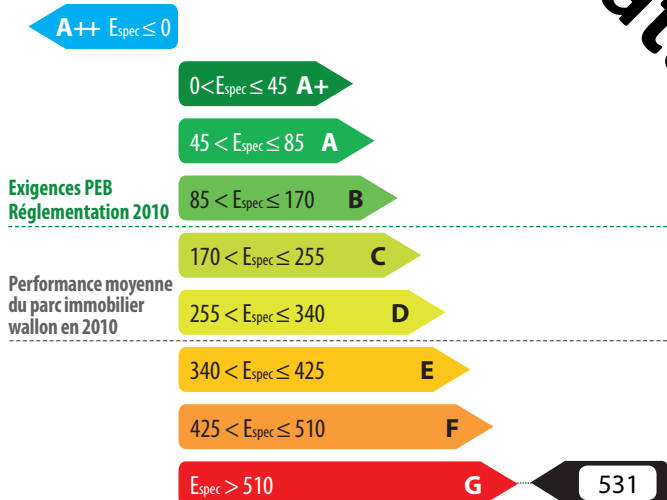 A++ Espec ≤ 0
0 < Espec ≤ 45 A+
45 < Espec ≤ 85 A
Exigences PEB
Réglementation 2010
85 < Espec ≤ 170 B
170 < Espec ≤ 255 C
Performance moyenne
du parc immobilier
wallon en 2010
255 < Espec ≤ 340 D
340 < Espec ≤ 425 E
425 < Espec ≤ 510 F
Espec > 510 G
531